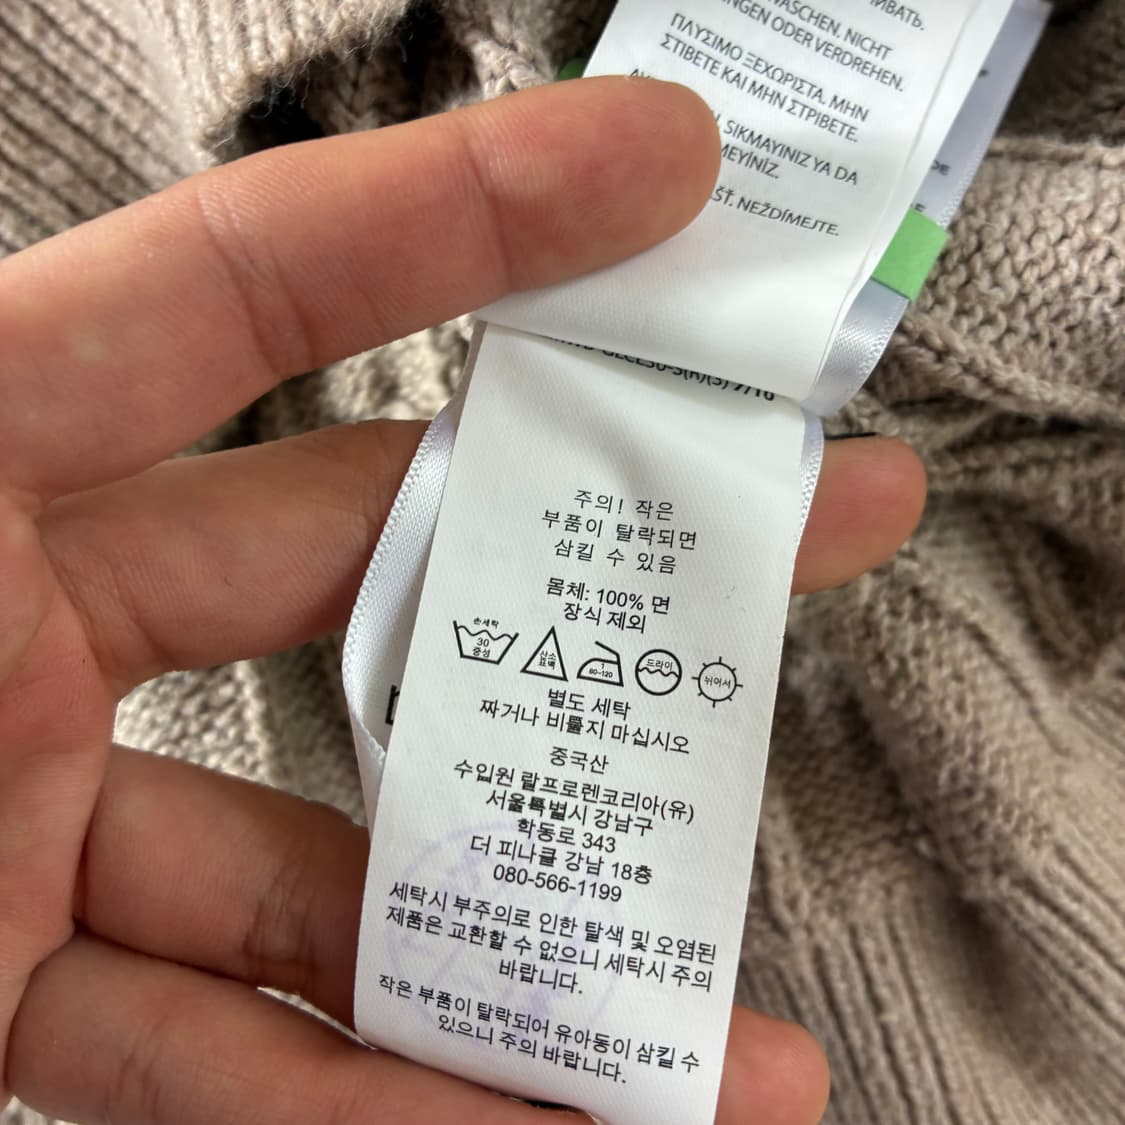 WASCHEN. NICHT
ODER VERDREHEN.
ΠΛΥΣΙΜΟ ΞΕΧΩΡΙΣΤΑ. ΜΗΝ
ΣΤΙΒΕΤΕ ΚΑΙ ΜΗΝ ΣΤΡΙΒΕΤΕ.
SIKMAYINIZ YA DA
NEŽDÍMEJTE.
7/16
주의! 작은
부품이 탈락되면
삼킬 수 있음
몸체: 100% 면
장식 제외
손세탁
30
중성
산소
표백
1
80~120
드라이
뉘어서
별도 세탁
짜거나 비틀지 마십시오
중국산
수입원 랄프로렌코리아(유)
서울특별시 강남구
학동로 343
더 피나클 강남 18층
080-566-1199
세탁시 부주의로 인한 탈색 및 오염된
제품은 교환할 수 없으니 세탁시 주의
바랍니다.
작은 부품이 탈락되어 유아동이 삼킬 수
있으니 주의 바랍니다.